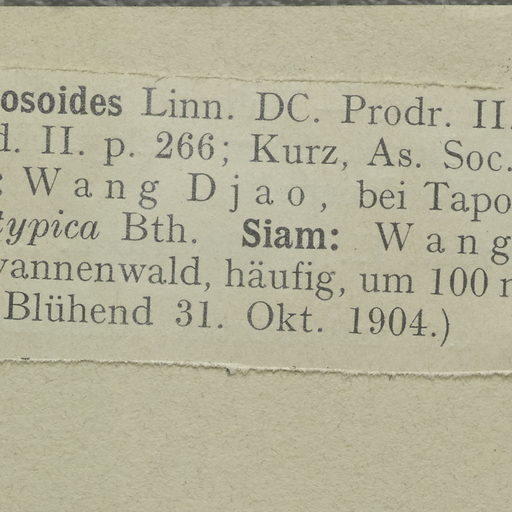 osoides Linn. DC. Prodr. II.
d. II. p. 266; Kurz, As. Soc.
: Wang Djao, bei Tapo
typica Bth. Siam: Wang
vannenwald, häufig, um 100 m
Blühend 31. Okt. 1904.)